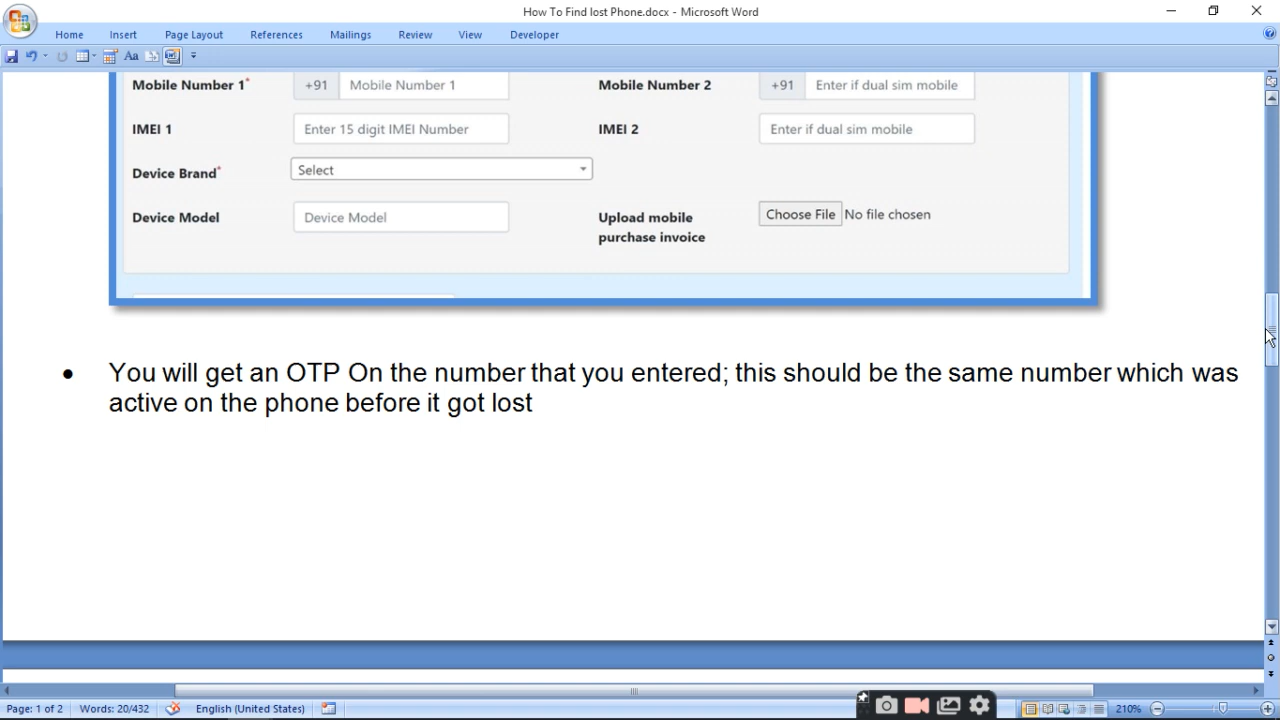 How To Find lost Phone.docx - Microsoft Word
Home Insert Page Layout References Mailings Review View Developer
Aa
Mobile Number 1* +91 Mobile Number 1 Mobile Number 2 +91 Enter if dual sim mobile
IMEI 1 Enter 15 digit IMEI Number IMEI 2 Enter if dual sim mobile
Device Brand* Select
Device Model Device Model Upload mobile Choose File No file chosen
purchase invoice
• You will get an OTP On the number that you entered; this should be the same number which was
active on the phone before it got lost
Page: 1 of 2 Words: 20/432 English (United States) 210%